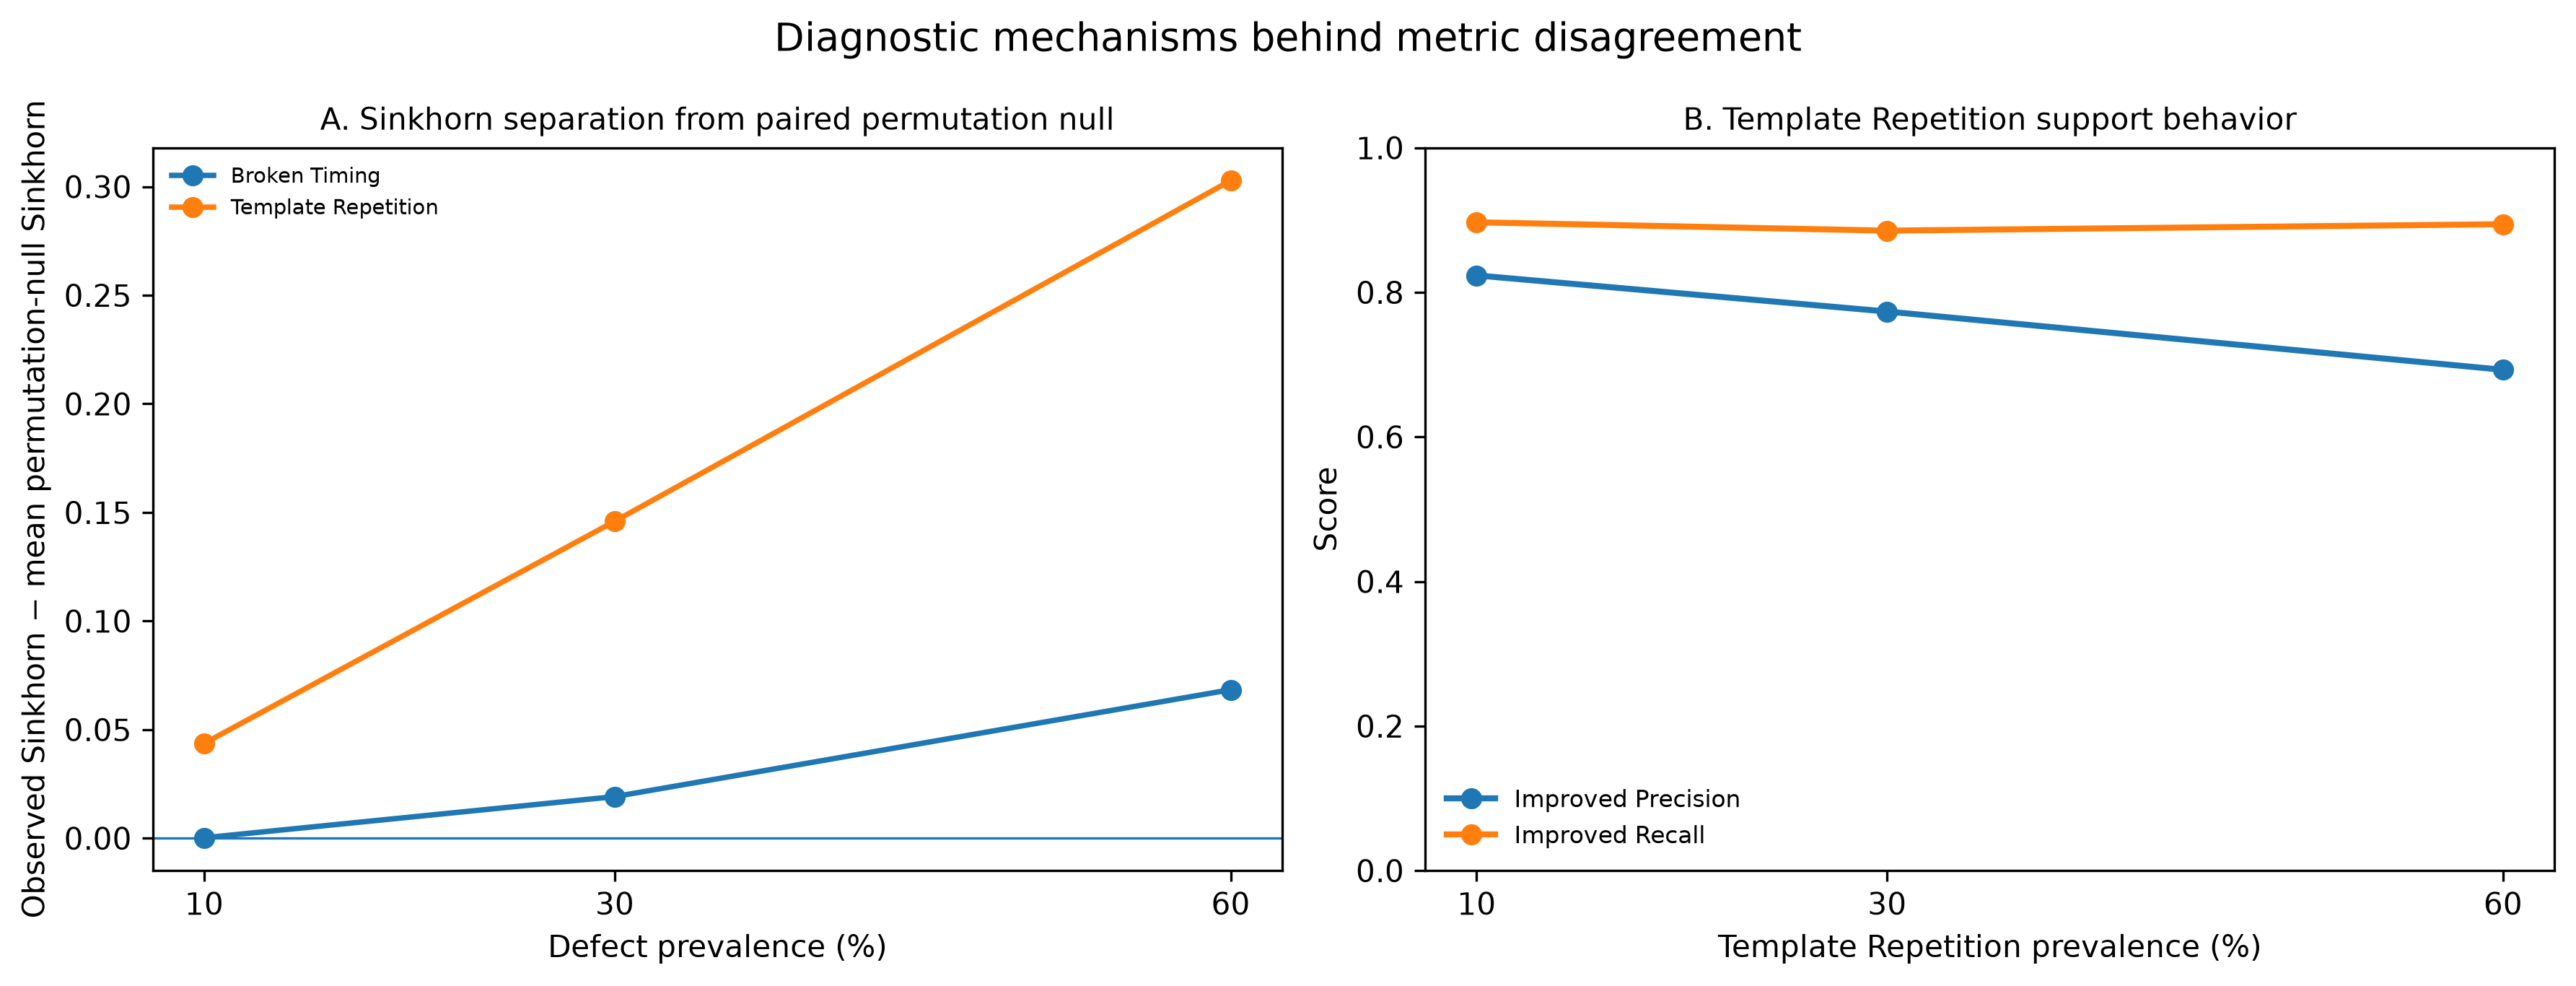 Diagnostic mechanisms behind metric disagreement
A. Sinkhorn separation from paired permutation null
Observed Sinkhorn − mean permutation-null Sinkhorn
0.30
0.25
0.20
0.15
0.10
0.05
0.00
Broken Timing
Template Repetition
10 30 60
Defect prevalence (%)
B. Template Repetition support behavior
Score
1.0
0.8
0.6
0.4
0.2
0.0
Improved Precision
Improved Recall
10 30 60
Template Repetition prevalence (%)